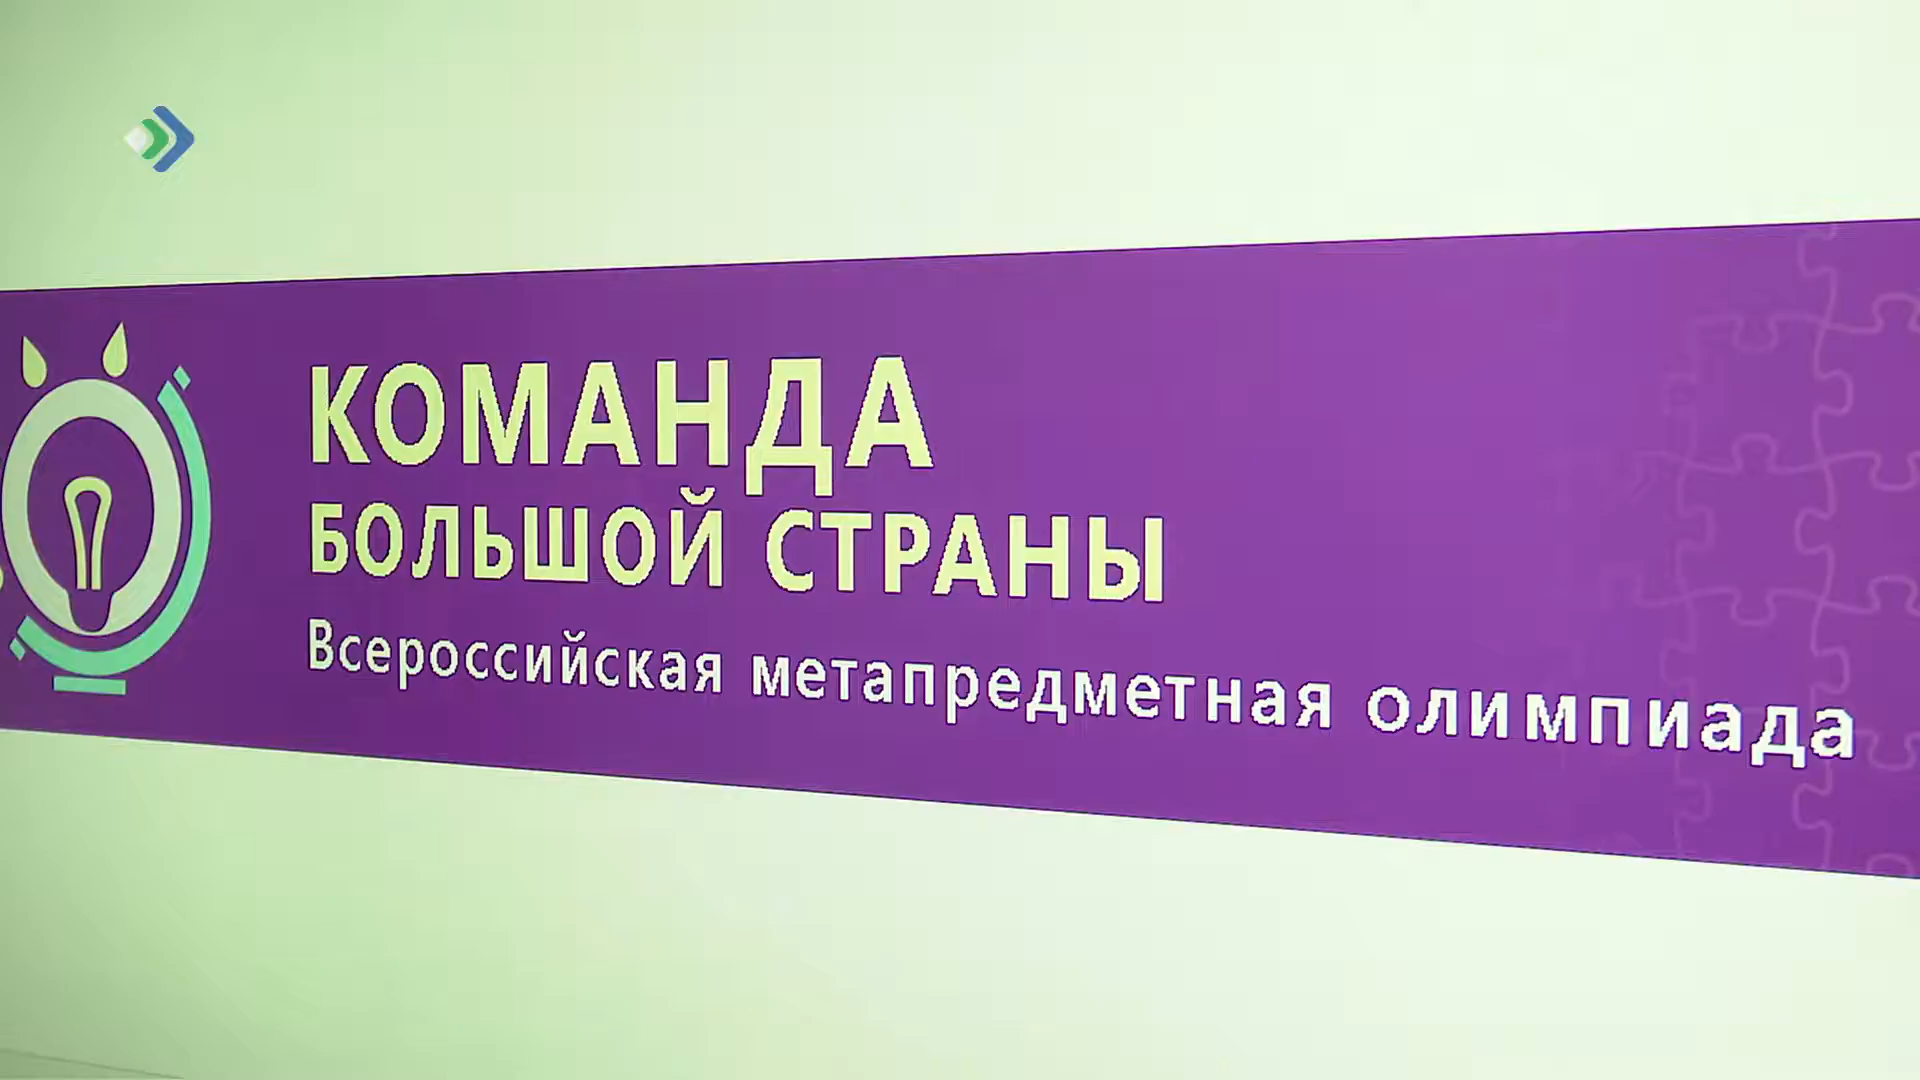 КОМАНДА
БОЛЬШОЙ СТРАНЫ
Всероссийская метапредметная олимпиада